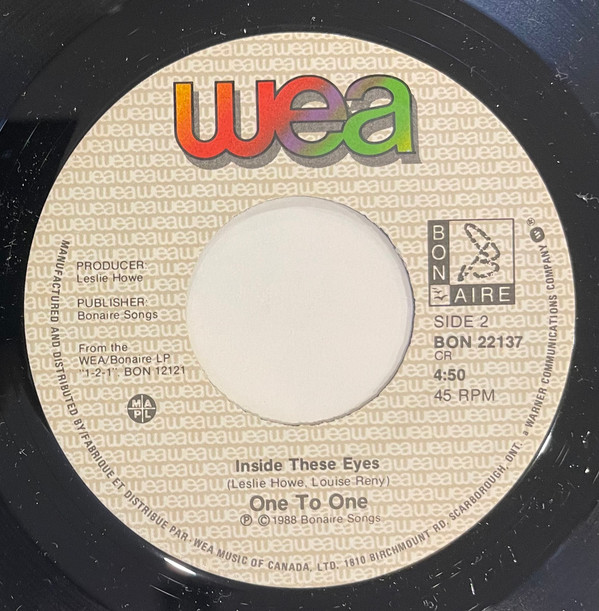 wea
PRODUCER
Leslie Howe
PUBLISHER
Bonaire Songs
From the
WEA/Bonaire LP
"1-2-1". BON 12121
MAPL
BON
AIRE
SIDE 2
BON 22137
CR
4:50
45 RPM
Inside These Eyes
(Leslie Howe, Louise Reny)
One To One
Ⓟ ©1988 Bonaire Songs
MANUFACTURED AND DISTRIBUTED BY/FABRIQUE ET DISTRIBUE PAR WEA MUSIC OF CANADA, LTD. 1810 BIRCHMOUNT RD, SCARBOROUGH, ONT. a WARNER COMMUNICATIONS COMPANY